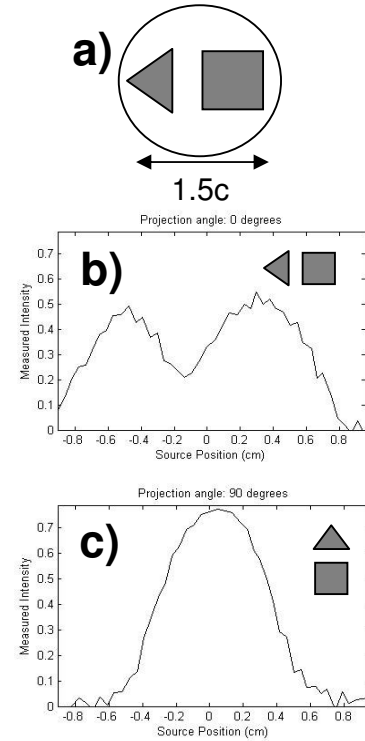 a)
1.5c
Projection angle: 0 degrees
b)
Measured Intensity
0.7
0.6
0.5
0.4
0.3
0.2
0.1
0
-0.8 -0.6 -0.4 -0.2 0 0.2 0.4 0.6 0.8
Source Position (cm)
Projection angle: 90 degrees
c)
Measured Intensity
0.7
0.6
0.5
0.4
0.3
0.2
0.1
0
-0.8 -0.6 -0.4 -0.2 0 0.2 0.4 0.6 0.8
Source Position (cm)